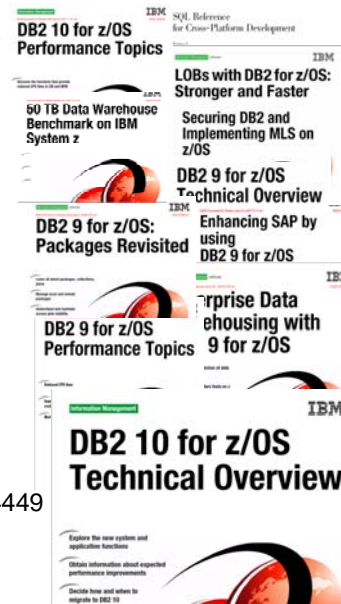 IBM
DB2 10 for z/OS
Performance Topics
SQL Reference
for Cross-Platform Development
IBM
LOBs with DB2 for z/OS:
Stronger and Faster
50 TB Data Warehouse
Benchmark on IBM
System z
Securing DB2 and
Implementing MLS on
z/OS
DB2 9 for z/OS
Technical Overview
IBM
DB2 9 for z/OS:
Packages Revisited
Enhancing SAP by
using
DB2 9 for z/OS
erprise Data
ehousing with
9 for z/OS
DB2 9 for z/OS
Performance Topics
Information Management
IBM
DB2 10 for z/OS
Technical Overview
4449
Explore the new system and
application functions
Obtain information about expected
performance improvements
Decide how and when to
migrate to DB2 10